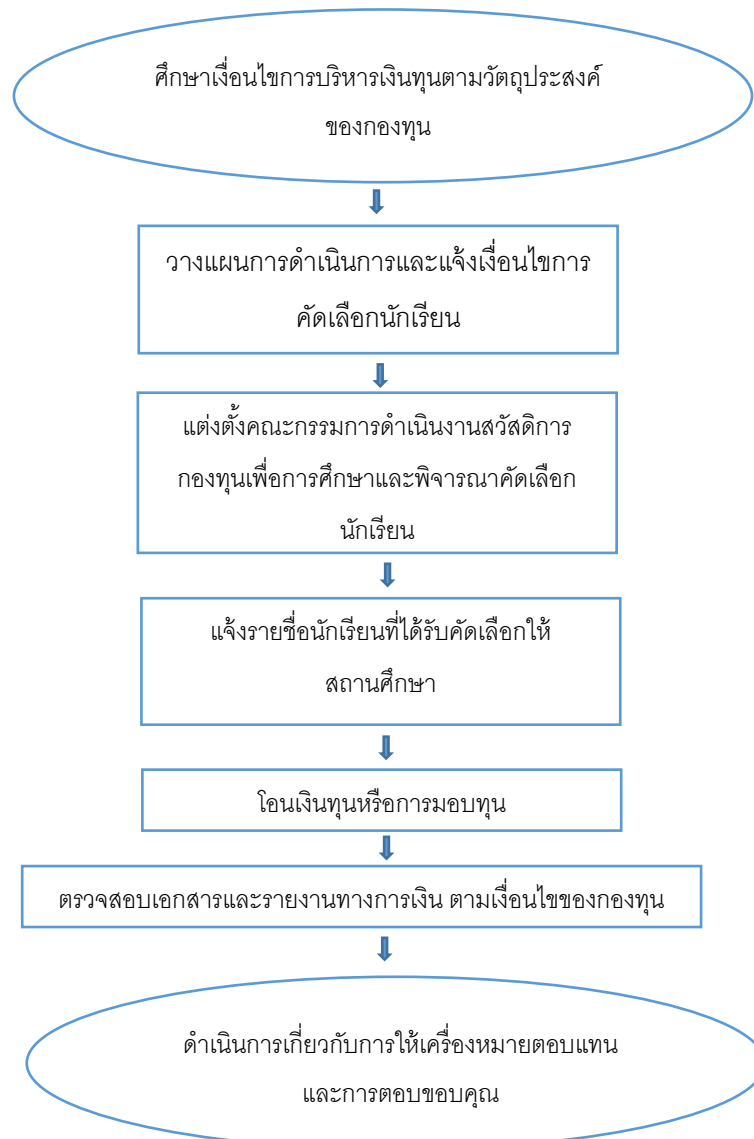 ศึกษาเงื่อนไขการบริหารเงินทุนตามวัตถุประสงค์
ของกองทุน
วางแผนการดำเนินการและแจ้งเงื่อนไขการ
คัดเลือกนักเรียน
แต่งตั้งคณะกรรมการดำเนินงานสวัสดิการ
กองทุนเพื่อการศึกษาและพิจารณาคัดเลือก
นักเรียน
แจ้งรายชื่อนักเรียนที่ได้รับคัดเลือกให้
สถานศึกษา
โอนเงินทุนหรือการมอบทุน
ตรวจสอบเอกสารและรายงานทางการเงิน ตามเงื่อนไขของกองทุน
ดำเนินการเกี่ยวกับการให้เครื่องหมายตอบแทน
และการตอบขอบคุณ